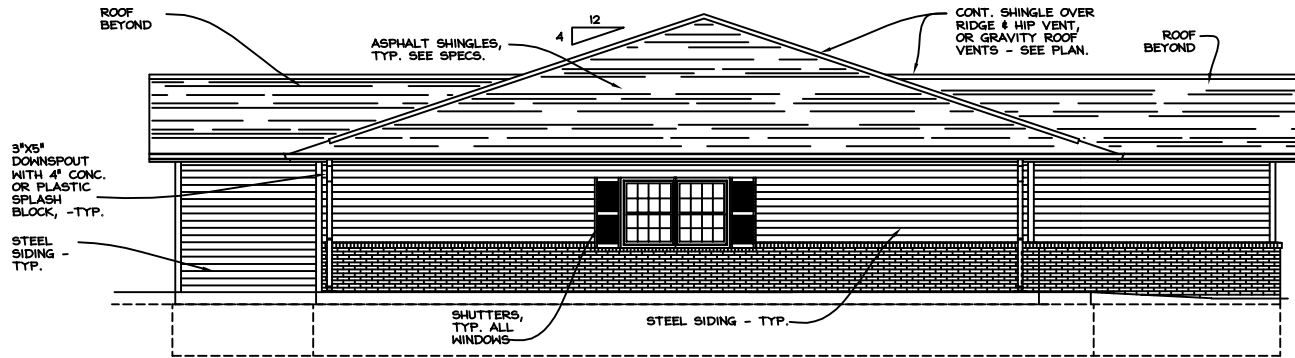 ROOF
BEYOND
12
4
ASPHALT SHINGLES,
TYP. SEE SPECS.
CONT. SHINGLE OVER
RIDGE & HIP VENT,
OR GRAVITY ROOF
VENTS - SEE PLAN.
ROOF
BEYOND
3"X5"
DOWNSPOUT
WITH 4" CONC.
OR PLASTIC
SPLASH
BLOCK, -TYP.
STEEL
SIDING -
TYP.
SHUTTERS,
TYP. ALL
WINDOWS
STEEL SIDING - TYP.